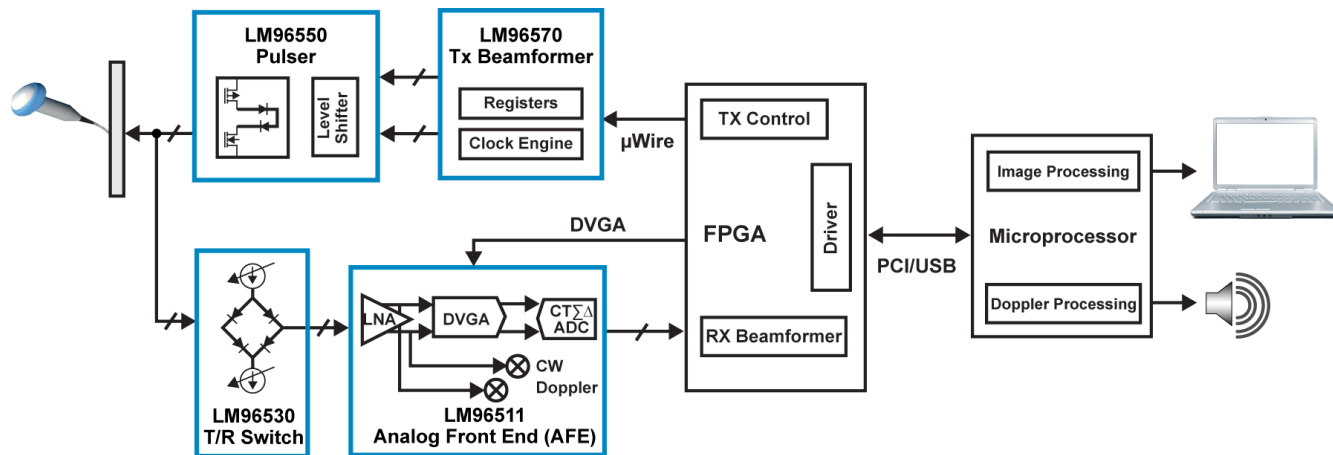 LM96550
Pulser
Level
Shifter
LM96570
Tx Beamformer
Registers
Clock Engine
µWire
TX Control
Driver
FPGA
RX Beamformer
DVGA
PCI/USB
Image Processing
Microprocessor
Doppler Processing
LM96530
T/R Switch
LNA
DVGA
CT∑∆
ADC
CW
Doppler
LM96511
Analog Front End (AFE)